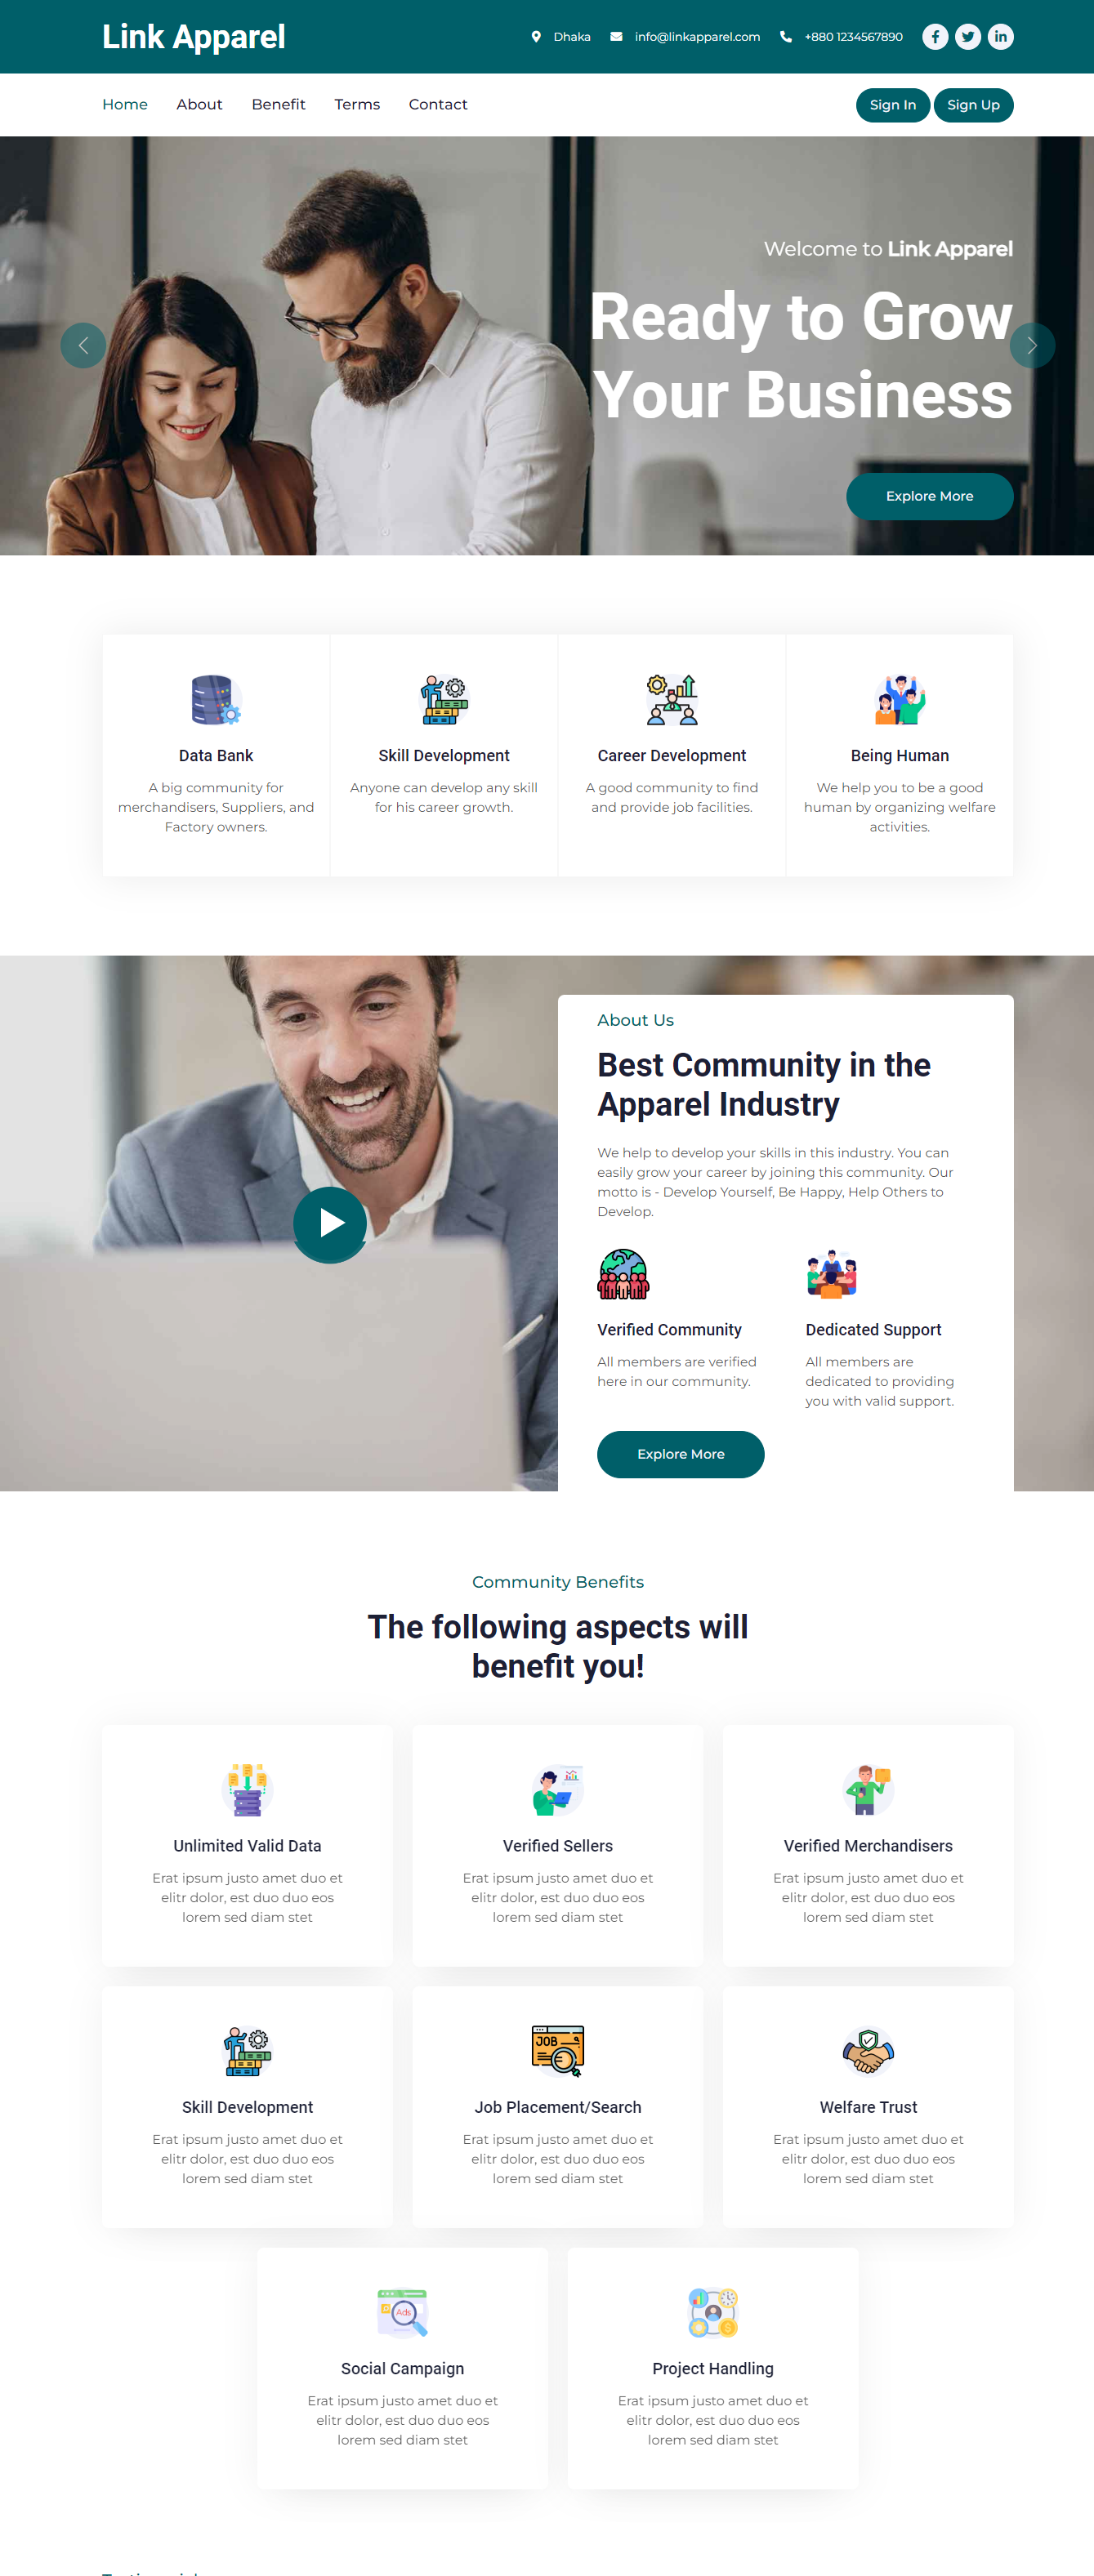 Link Apparel
Dhaka
info@linkapparel.com
+880 1234567890
Home About Benefit Terms Contact
Sign In Sign Up
Welcome to Link Apparel
Ready to Grow
Your Business
Explore More
Data Bank
A big community for
merchandisers, Suppliers, and
Factory owners.
Skill Development
Anyone can develop any skill
for his career growth.
Career Development
A good community to find
and provide job facilities.
Being Human
We help you to be a good
human by organizing welfare
activities.
About Us
Best Community in the
Apparel Industry
We help to develop your skills in this industry. You can
easily grow your career by joining this community. Our
motto is - Develop Yourself, Be Happy, Help Others to
Develop.
Verified Community
All members are verified
here in our community.
Dedicated Support
All members are
dedicated to providing
you with valid support.
Explore More
Community Benefits
The following aspects will
benefit you!
Unlimited Valid Data
Erat ipsum justo amet duo et
elitr dolor, est duo duo eos
lorem sed diam stet
Verified Sellers
Erat ipsum justo amet duo et
elitr dolor, est duo duo eos
lorem sed diam stet
Verified Merchandisers
Erat ipsum justo amet duo et
elitr dolor, est duo duo eos
lorem sed diam stet
Skill Development
Erat ipsum justo amet duo et
elitr dolor, est duo duo eos
lorem sed diam stet
JOB
Job Placement/Search
Erat ipsum justo amet duo et
elitr dolor, est duo duo eos
lorem sed diam stet
Welfare Trust
Erat ipsum justo amet duo et
elitr dolor, est duo duo eos
lorem sed diam stet
Ads
Social Campaign
Erat ipsum justo amet duo et
elitr dolor, est duo duo eos
lorem sed diam stet
Project Handling
Erat ipsum justo amet duo et
elitr dolor, est duo duo eos
lorem sed diam stet